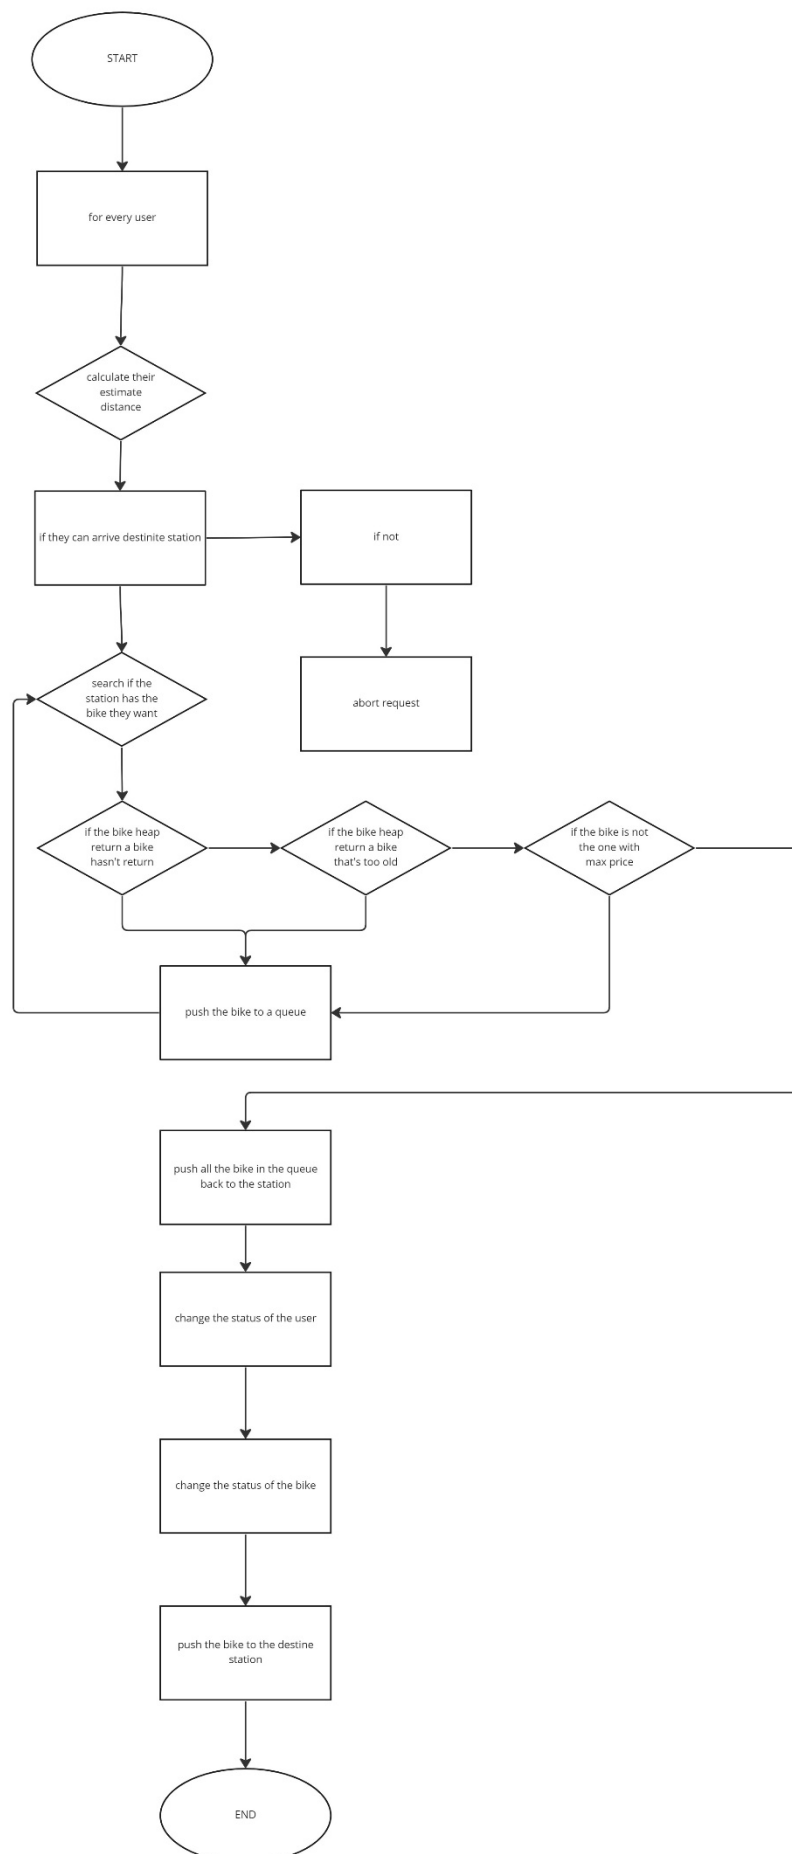 START
for every user
calculate their
estimate
distance
if they can arrive destinite station
if not
search if the
station has the
bike they want
abort request
if the bike heap
return a bike
hasn't return
if the bike heap
return a bike
that's too old
if the bike is not
the one with
max price
push the bike to a queue
push all the bike in the queue
back to the station
change the status of the user
change the status of the bike
push the bike to the destine
station
END